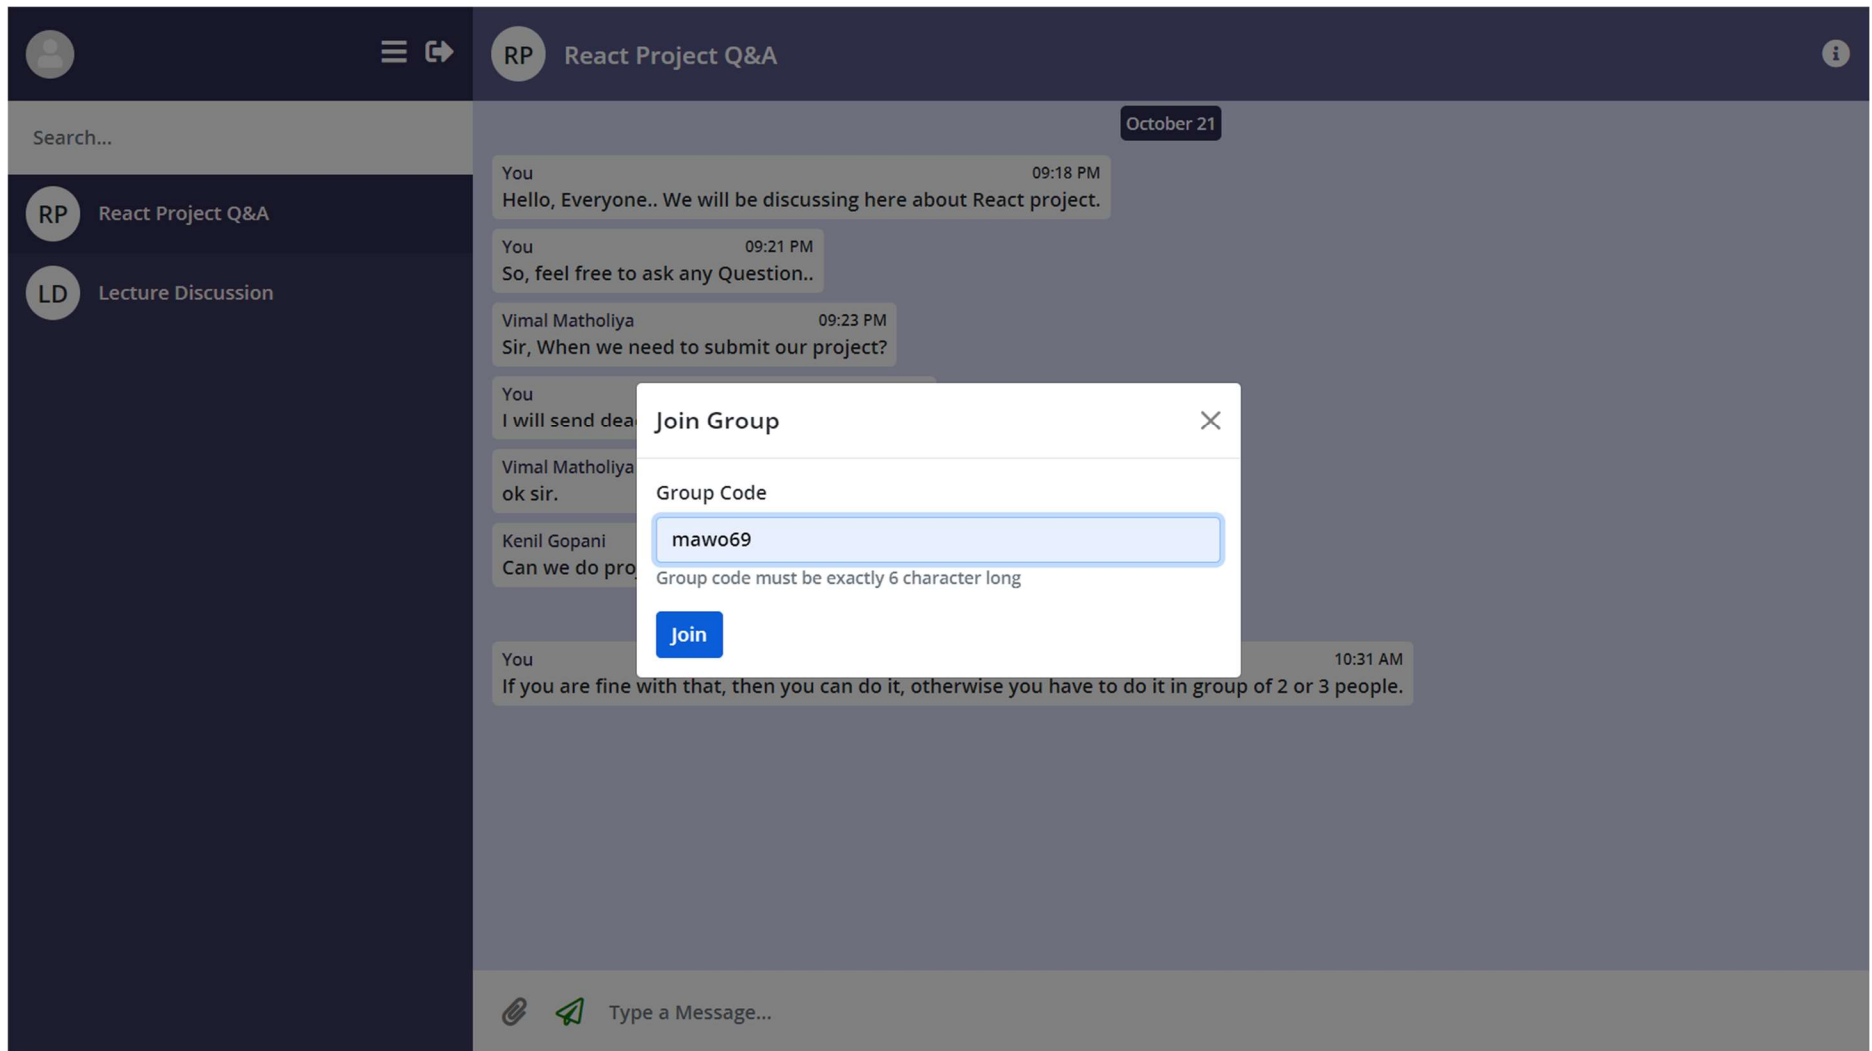 RP React Project Q&A
Search...
RP React Project Q&A
LD Lecture Discussion
October 21
You 09:18 PM
Hello, Everyone.. We will be discussing here about React project.
You 09:21 PM
So, feel free to ask any Question..
Vimal Matholiya 09:23 PM
Sir, When we need to submit our project?
You
I will send dea
Vimal Matholiya
ok sir.
Kenil Gopani
Can we do pro
Join Group
Group Code
mawo69
Group code must be exactly 6 character long
Join
You 10:31 AM
If you are fine with that, then you can do it, otherwise you have to do it in group of 2 or 3 people.
Type a Message...